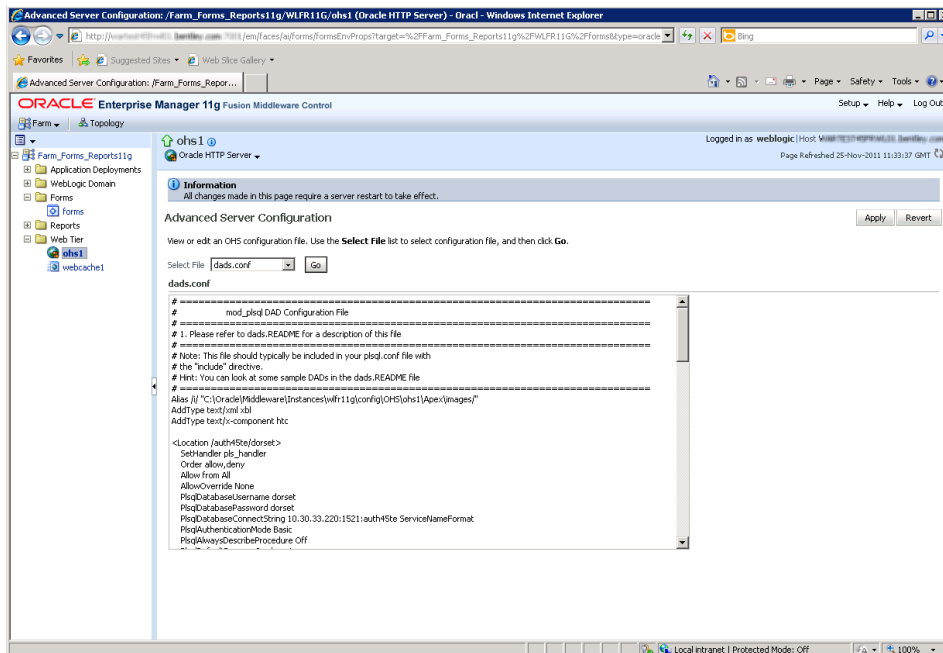 Advanced Server Configuration: /Farm_Forms_Reports11g/WLFR11G/ohs1 (Oracle HTTP Server) - Oracl - Windows Internet Explorer
http:// /em/faces/ai/forms/formsEnvProps?target=%2FFarm_Forms_Reports11g%2FWLFR11G%2Fforms&type=oracle
Bing
Favorites Suggested Sites Web Slice Gallery
Advanced Server Configuration: /Farm_Forms_Repor...
Page Safety Tools
ORACLE Enterprise Manager 11g Fusion Middleware Control
Setup Help Log Out
Farm Topology
Farm_Forms_Reports11g
Application Deployments
WebLogic Domain
Forms
forms
Reports
Web Tier
ohs1
webcache1
ohs1
Oracle HTTP Server
Logged in as weblogic|Host
Page Refreshed 25-Nov-2011 11:33:37 GMT
Information
All changes made in this page require a server restart to take effect.
Advanced Server Configuration
Apply Revert
View or edit an OHS configuration file. Use the Select File list to select configuration file, and then click Go.
Select File dads.conf Go
dads.conf
# ============================================================================
# mod_plsql DAD Configuration File
# ============================================================================
# 1. Please refer to dads.README for a description of this file
# ============================================================================
# Note: This file should typically be included in your plsql.conf file with
# the "include" directive.
# Hint: You can look at some sample DADs in the dads.README file
# ============================================================================
Alias /i/ "C:\Oracle\Middleware\Instances\wlfr11g\config\OHS\ohs1\Apex\images/"
AddType text/xml xbl
AddType text/x-component htc
<Location /auth45te/dorset>
SetHandler pls_handler
Order allow,deny
Allow from All
AllowOverride None
PlsqlDatabaseUsername dorset
PlsqlDatabasePassword dorset
PlsqlDatabaseConnectString 10.30.33.220:1521:auth45te ServiceNameFormat
PlsqlAuthenticationMode Basic
PlsqlAlwaysDescribeProcedure Off
Local intranet | Protected Mode: Off
100%